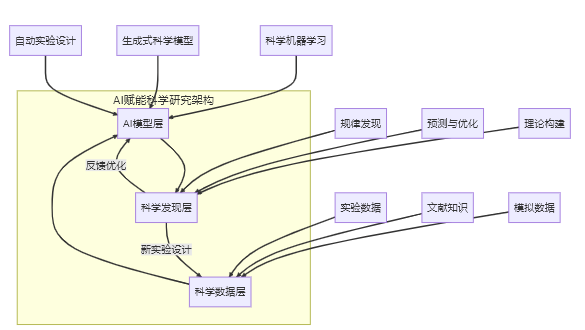 自动实验设计
生成式科学模型
科学机器学习
AI赋能科学研究架构
AI模型层
规律发现
预测与优化
理论构建
反馈优化
科学发现层
实验数据
文献知识
模拟数据
新实验设计
科学数据层